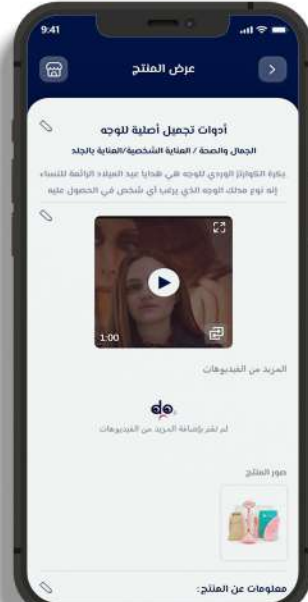 9:41
عرض المنتج
أدوات تجميل أصلية للوجه
الجمال والصحة / العناية الشخصية/العناية بالجلد
بكرة الكوارتز الوردي للوجه هي هدايا عيد الميلاد الرائعة للنساء
إنه نوع مدلك الوجه الذي يرغب أي شخص في الحصول عليه
1:00
المزيد من الفيديوهات
do
لم تقم بإضافة المزيد من الفيديوهات
صور المنتج
معلومات عن المنتج: